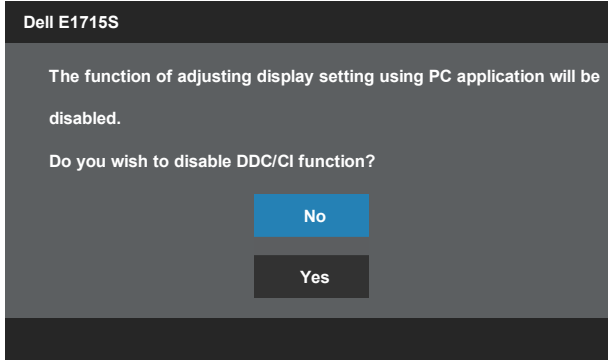 Dell E1715S
The function of adjusting display setting using PC application will be
disabled.
Do you wish to disable DDC/CI function?
No
Yes